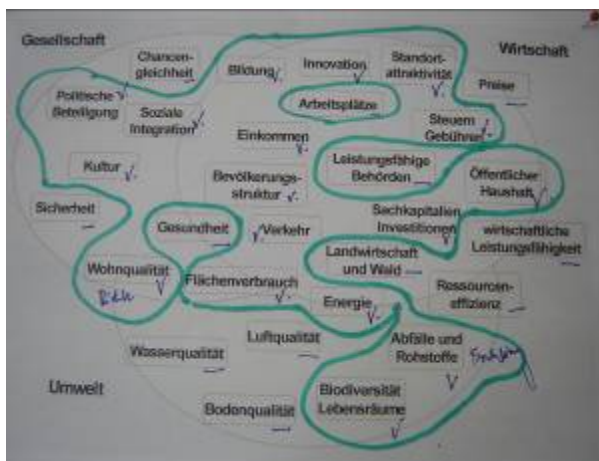 Gesellschaft
Wirtschaft
Chancen-
gleichheit
Bildung
Innovation
Standort-
attraktivität
Preise
Politische
Beteiligung
Soziale
Integration
Arbeitsplätze
Steuern
Gebühren
Einkommen
Kultur
Leistungsfähige
Behörden
Öffentlicher
Haushalt
Bevölkerungs-
struktur
Sicherheit
Gesundheit
Verkehr
Sachkapitalien
Investitionen
wirtschaftliche
Leistungsfähigkeit
Landwirtschaft
und Wald
Wohnqualität
Flächenverbrauch
Energie
Ressourcen-
effizienz
Wasserqualität
Luftqualität
Abfälle und
Rohstoffe
Umwelt
Bodenqualität
Biodiversität
Lebensräume